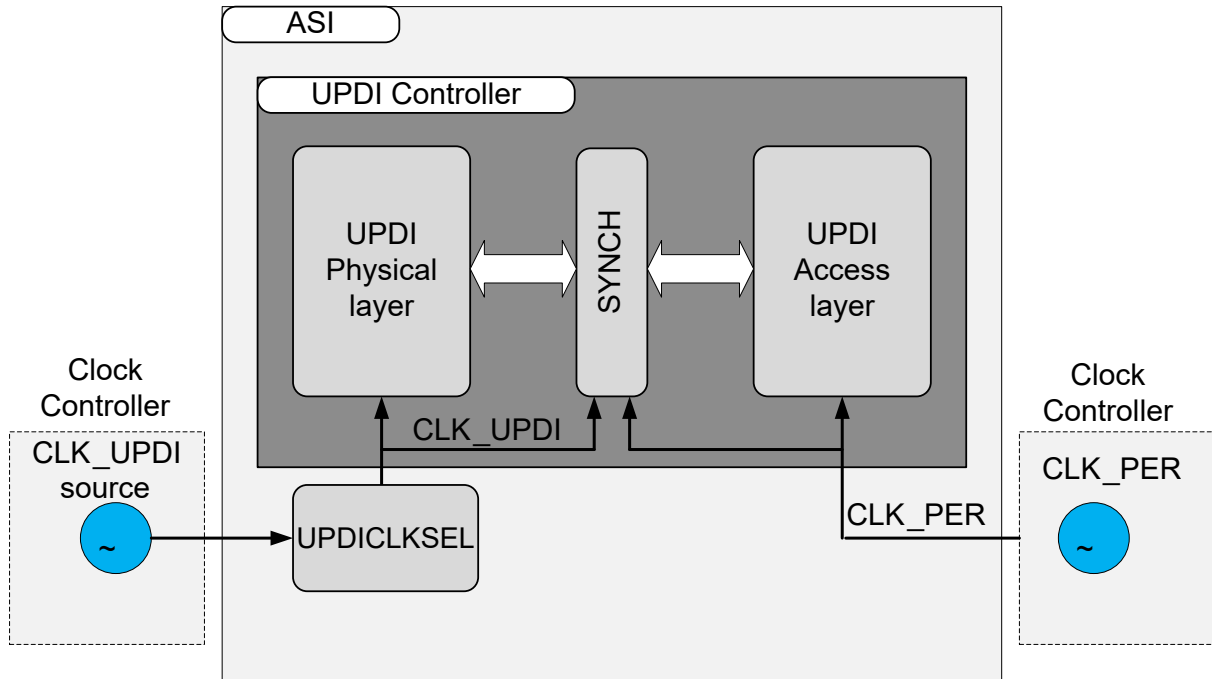 ASI
UPDI Controller
UPDI
Physical
layer
SYNCH
UPDI
Access
layer
Clock
Controller
CLK_UPDI
source
~
CLK_UPDI
UPDICLKSEL
CLK_PER
Clock
Controller
CLK_PER
~